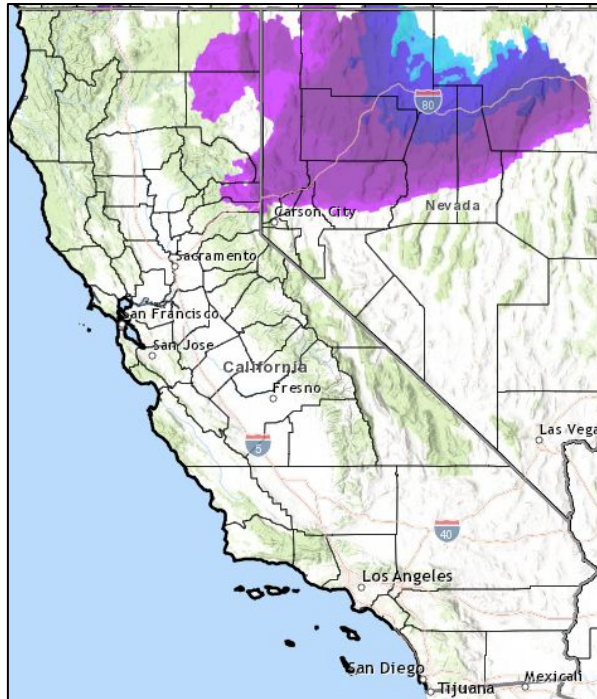 80
Carson City
Nevada
Sacramento
San Francisco
San Jose
California
Fresno
5
Las Vega
40
Los Angeles
San Diego
Tijuana
Mexicali